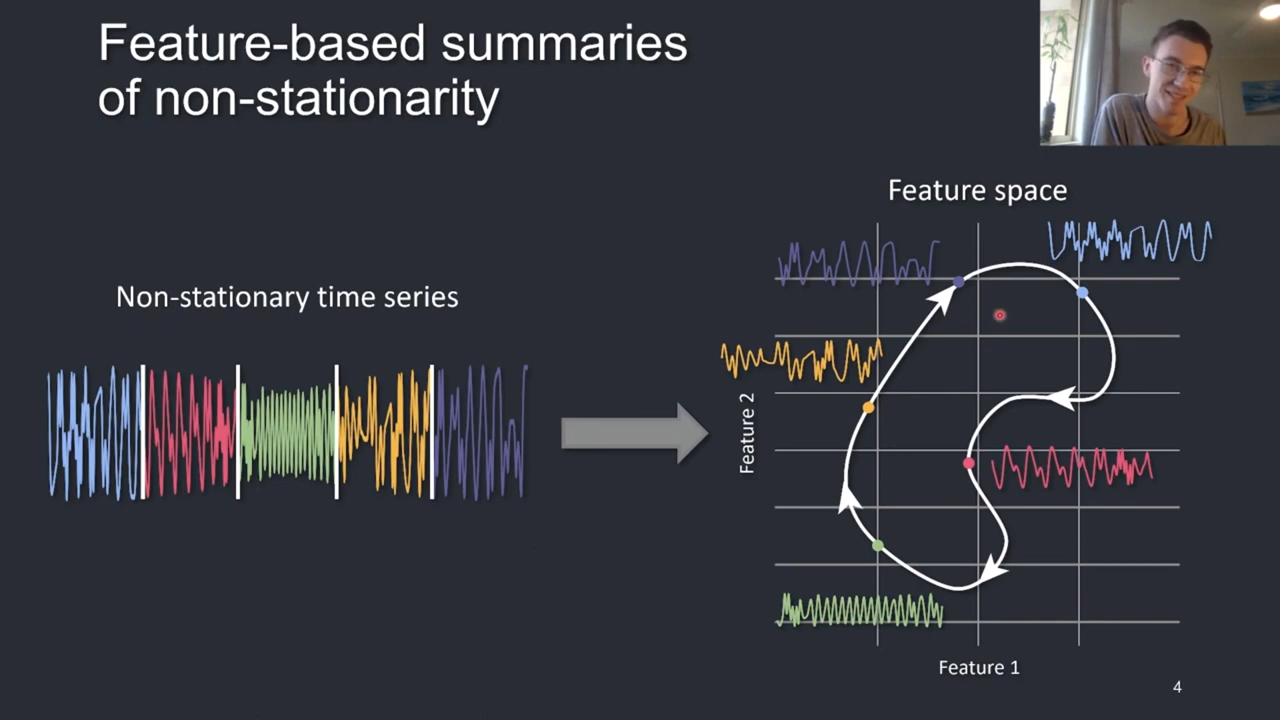 Feature-based summaries
of non-stationarity
Non-stationary time series
Feature space
Feature 2
Feature 1
4